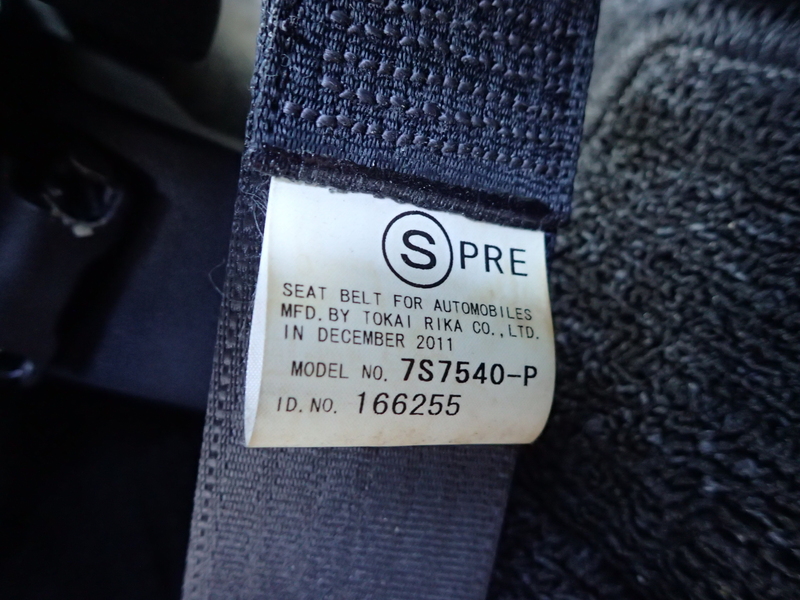 S PRE
SEAT BELT FOR AUTOMOBILES
MFD. BY TOKAI RIKA CO., LTD.
IN DECEMBER 2011
MODEL NO. 7S7540-P
ID. NO. 166255